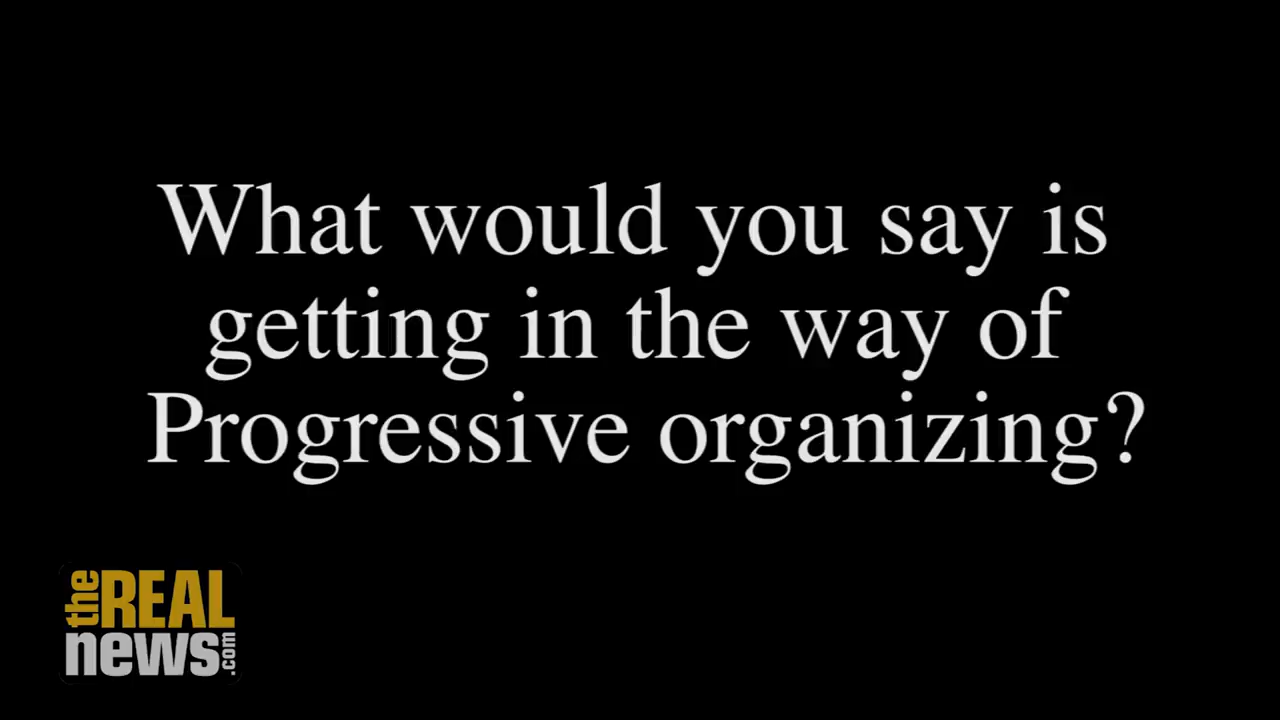 What would you say is
getting in the way of
Progressive organizing?
the REAL
news.com